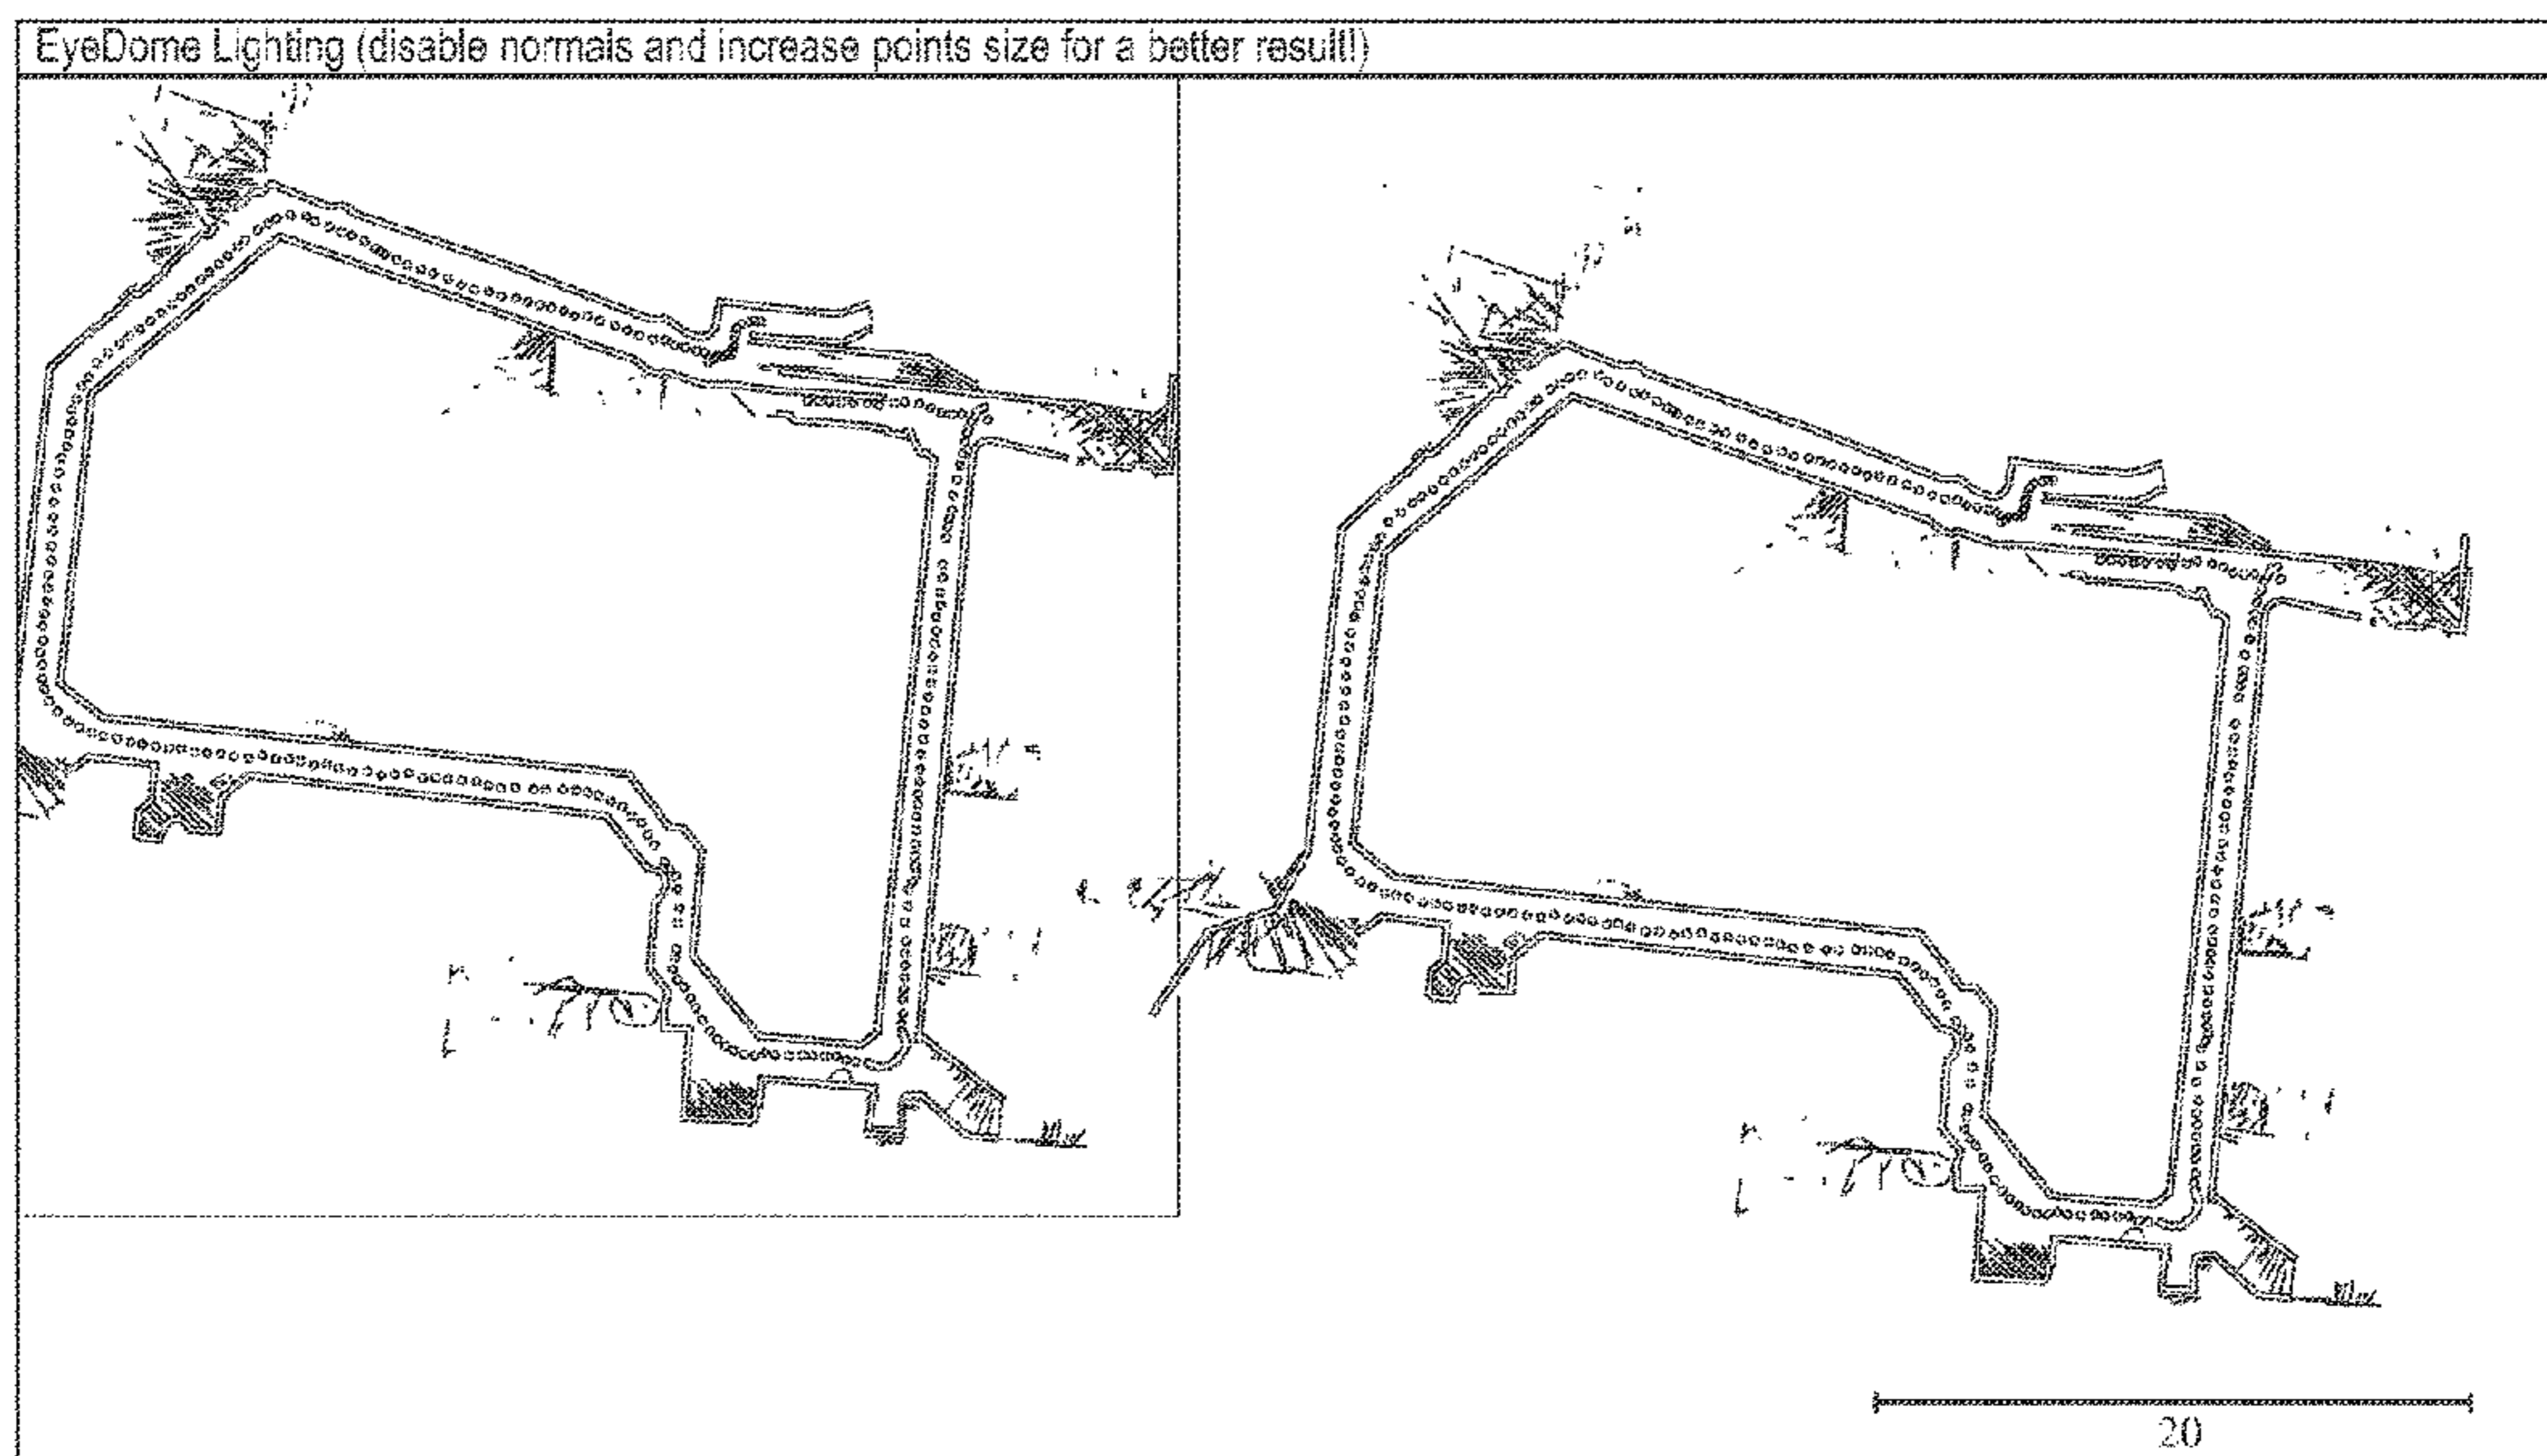 EyeDome Lighting (disable normals and increase points size for a better result!)
20